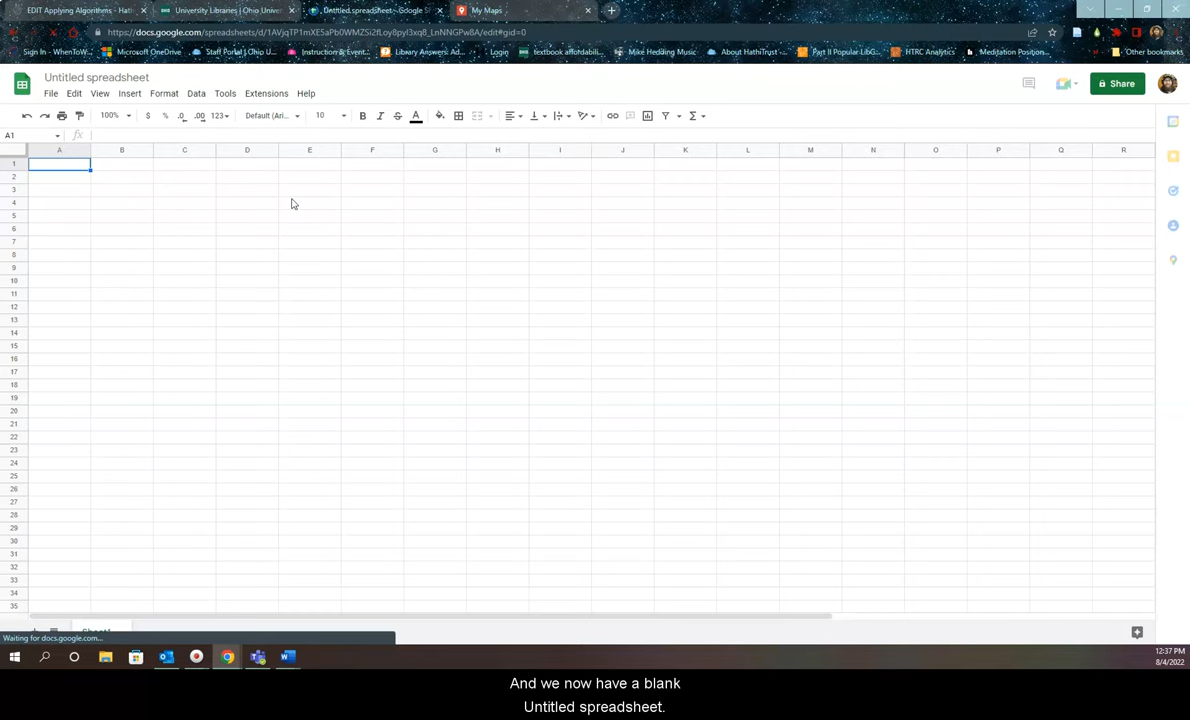 EDIT Applying Algorithms - Hath
University Libraries | Ohio Univer
Untitled spreadsheet - Google Sh
My Maps
https://docs.google.com/spreadsheets/d/
/edit#gid=0
Sign In - WhenToW...
Microsoft OneDrive
Staff Portal | Ohio U...
Instruction & Event...
Library Answers: Ad...
Login
textbook affordabili...
Mike Hedding Music
About HathiTrust -...
Part II Popular LibG...
HTRC Analytics
Meditation Position...
Other bookmarks
Untitled spreadsheet
File Edit View Insert Format Data Tools Extensions Help
Share
100% $ % .0 .00 123 Default (Ari... 10 B I S A
A1 fx
A B C D E F G H I J K L M N O P Q R
1
2
3
4
5
6
7
8
9
10
11
12
13
14
15
16
17
18
19
20
21
22
23
24
25
26
27
28
29
30
31
32
33
34
35
Sheet1
Waiting for docs.google.com...
12:37 PM
8/4/2022
And we now have a blank
Untitled spreadsheet.